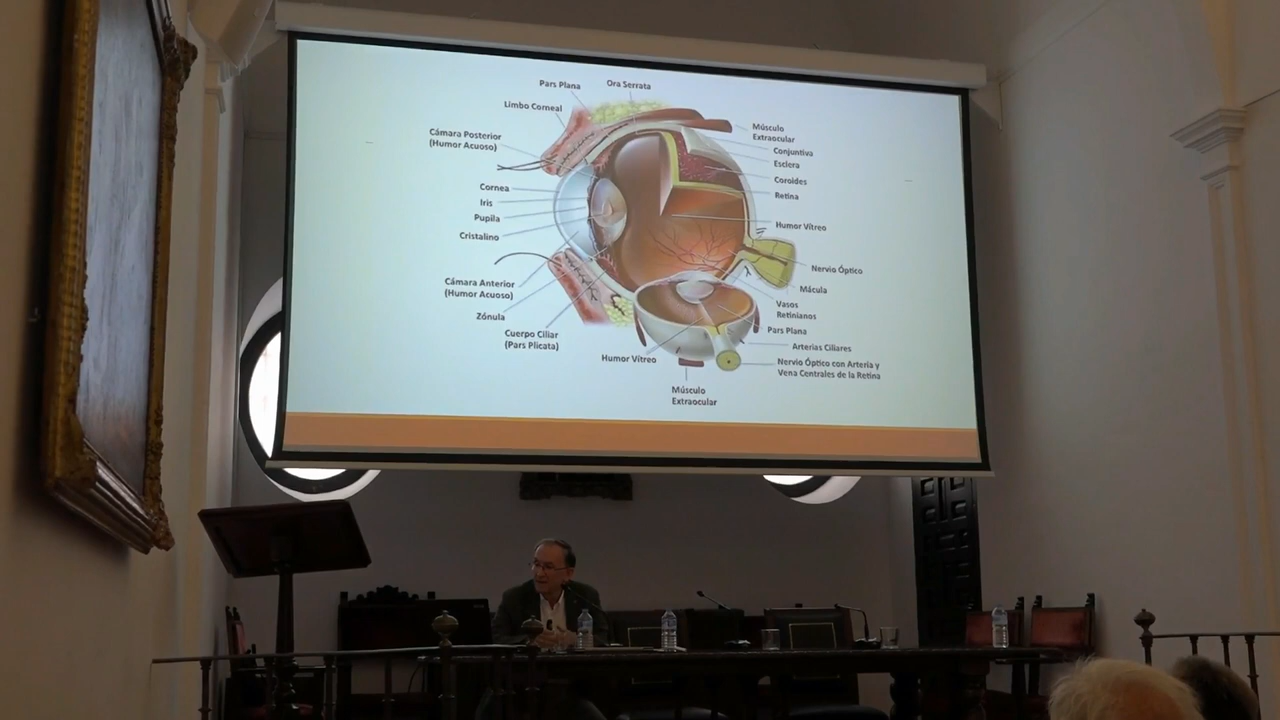 Pars Plana
Ora Serrata
Limbo Corneal
Cámara Posterior
(Humor Acuoso)
Cornea
Iris
Pupila
Cristalino
Cámara Anterior
(Humor Acuoso)
Zónula
Cuerpo Ciliar
(Pars Plicata)
Humor Vítreo
Músculo
Extraocular
Músculo
Extraocular
Conjuntiva
Esclera
Coroides
Retina
Humor Vítreo
Nervio Óptico
Mácula
Vasos
Retinianos
Pars Plana
Arterias Ciliares
Nervio Óptico con Arteria y
Vena Centrales de la Retina